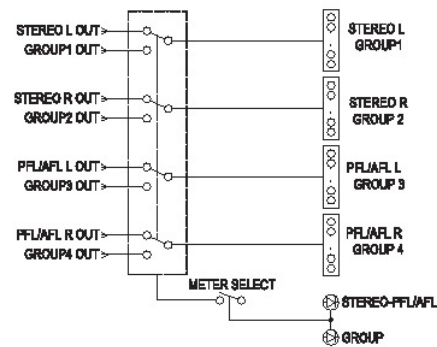 STEREO L OUT
GROUP1 OUT
STEREO L
GROUP1
STEREO R OUT
GROUP2 OUT
STEREO R
GROUP 2
PFL/AFL L OUT
GROUP3 OUT
PFL/AFL L
GROUP 3
PFL/AFL R OUT
GROUP4 OUT
PFL/AFL R
GROUP 4
METER SELECT
STEREO-PFL/AFL
GROUP